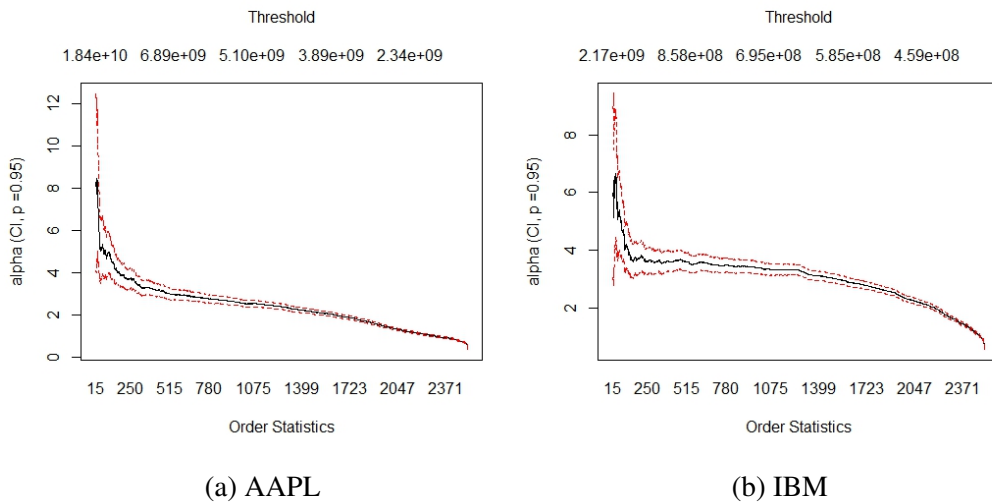 Threshold
1.84e+10 6.89e+09 5.10e+09 3.89e+09 2.34e+09
12
10
8
6
4
2
0
alpha (CI, p =0.95)
15 250 515 780 1075 1399 1723 2047 2371
Order Statistics
(a) AAPL
Threshold
2.17e+09 8.58e+08 6.95e+08 5.85e+08 4.59e+08
8
6
4
2
alpha (CI, p =0.95)
15 250 515 780 1075 1399 1723 2047 2371
Order Statistics
(b) IBM